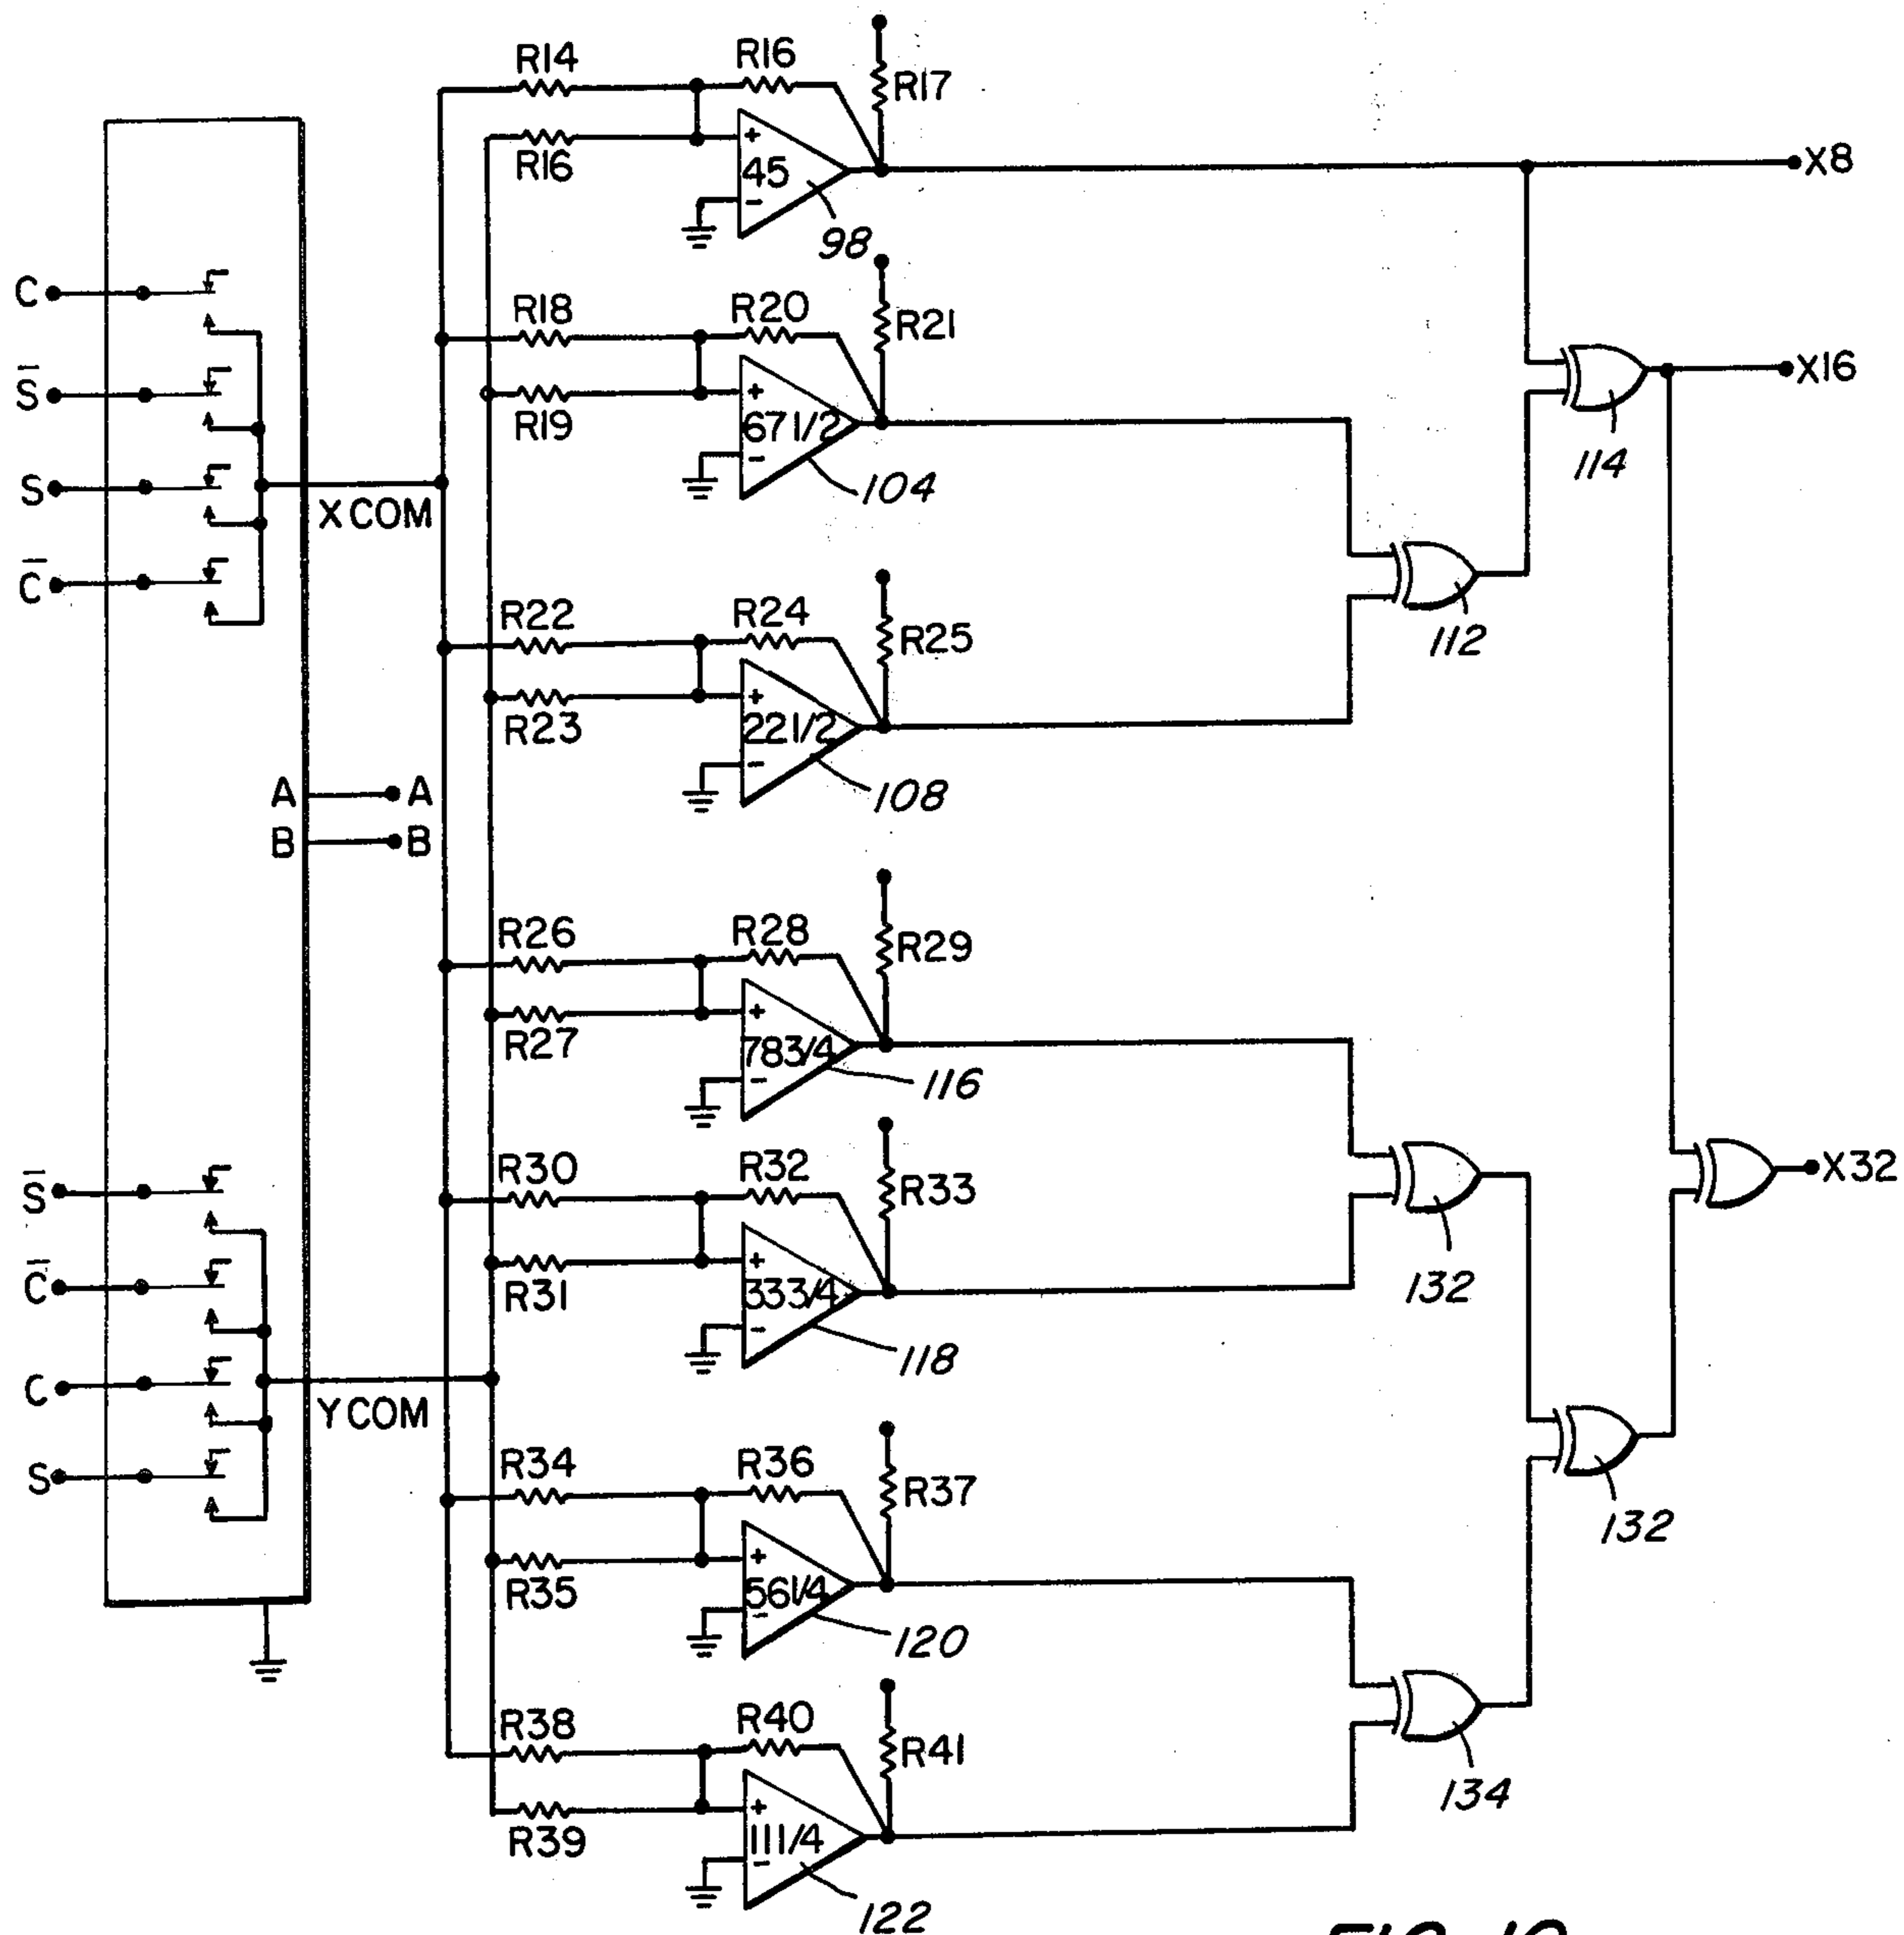 R14
R16
R17
R16
45
98
X8
C
S̅
S
C̅
X COM
R18
R20
R21
R19
67 1/2
104
X16
114
R22
R24
R25
R23
22 1/2
108
112
A
A
B
B
R26
R28
R29
R27
78 3/4
116
S̅
C̅
C
S
Y COM
R30
R32
R33
R31
33 3/4
118
132
X32
R34
R36
R37
R35
56 1/4
120
132
R38
R40
R41
R39
11 1/4
122
134